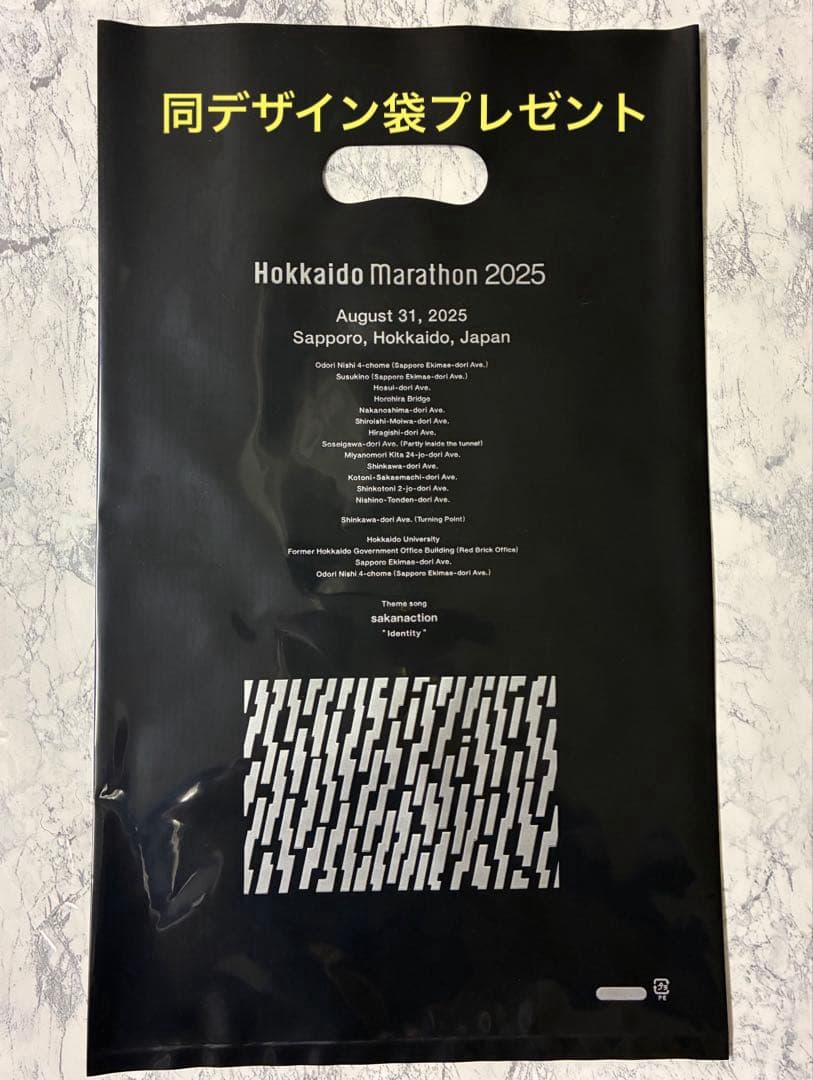 同デザイン袋プレゼント
Hokkaido Marathon 2025
August 31, 2025
Sapporo, Hokkaido, Japan
Odori Nishi 4-chome (Sapporo Ekimae-dori Ave.)
Susukino (Sapporo Ekimae-dori Ave.)
Hosui-dori Ave.
Horohira Bridge
Nakanoshima-dori Ave.
Shiroishi-Moiwa-dori Ave.
Hiragishi-dori Ave.
Soseigawa-dori Ave. (Partly inside the tunnel)
Miyanomori Kita 24-jo-dori Ave.
Shinkawa-dori Ave.
Kotoni-Sakaemachi-dori Ave.
Shinkotoni 2-jo-dori Ave.
Nishino-Tonden-dori Ave.
Shinkawa-dori Ave. (Turning Point)
Hokkaido University
Former Hokkaido Government Office Building (Red Brick Office)
Sapporo Ekimae-dori Ave.
Odori Nishi 4-chome (Sapporo Ekimae-dori Ave.)
Theme song
sakanaction
"Identity"
プラ
PE